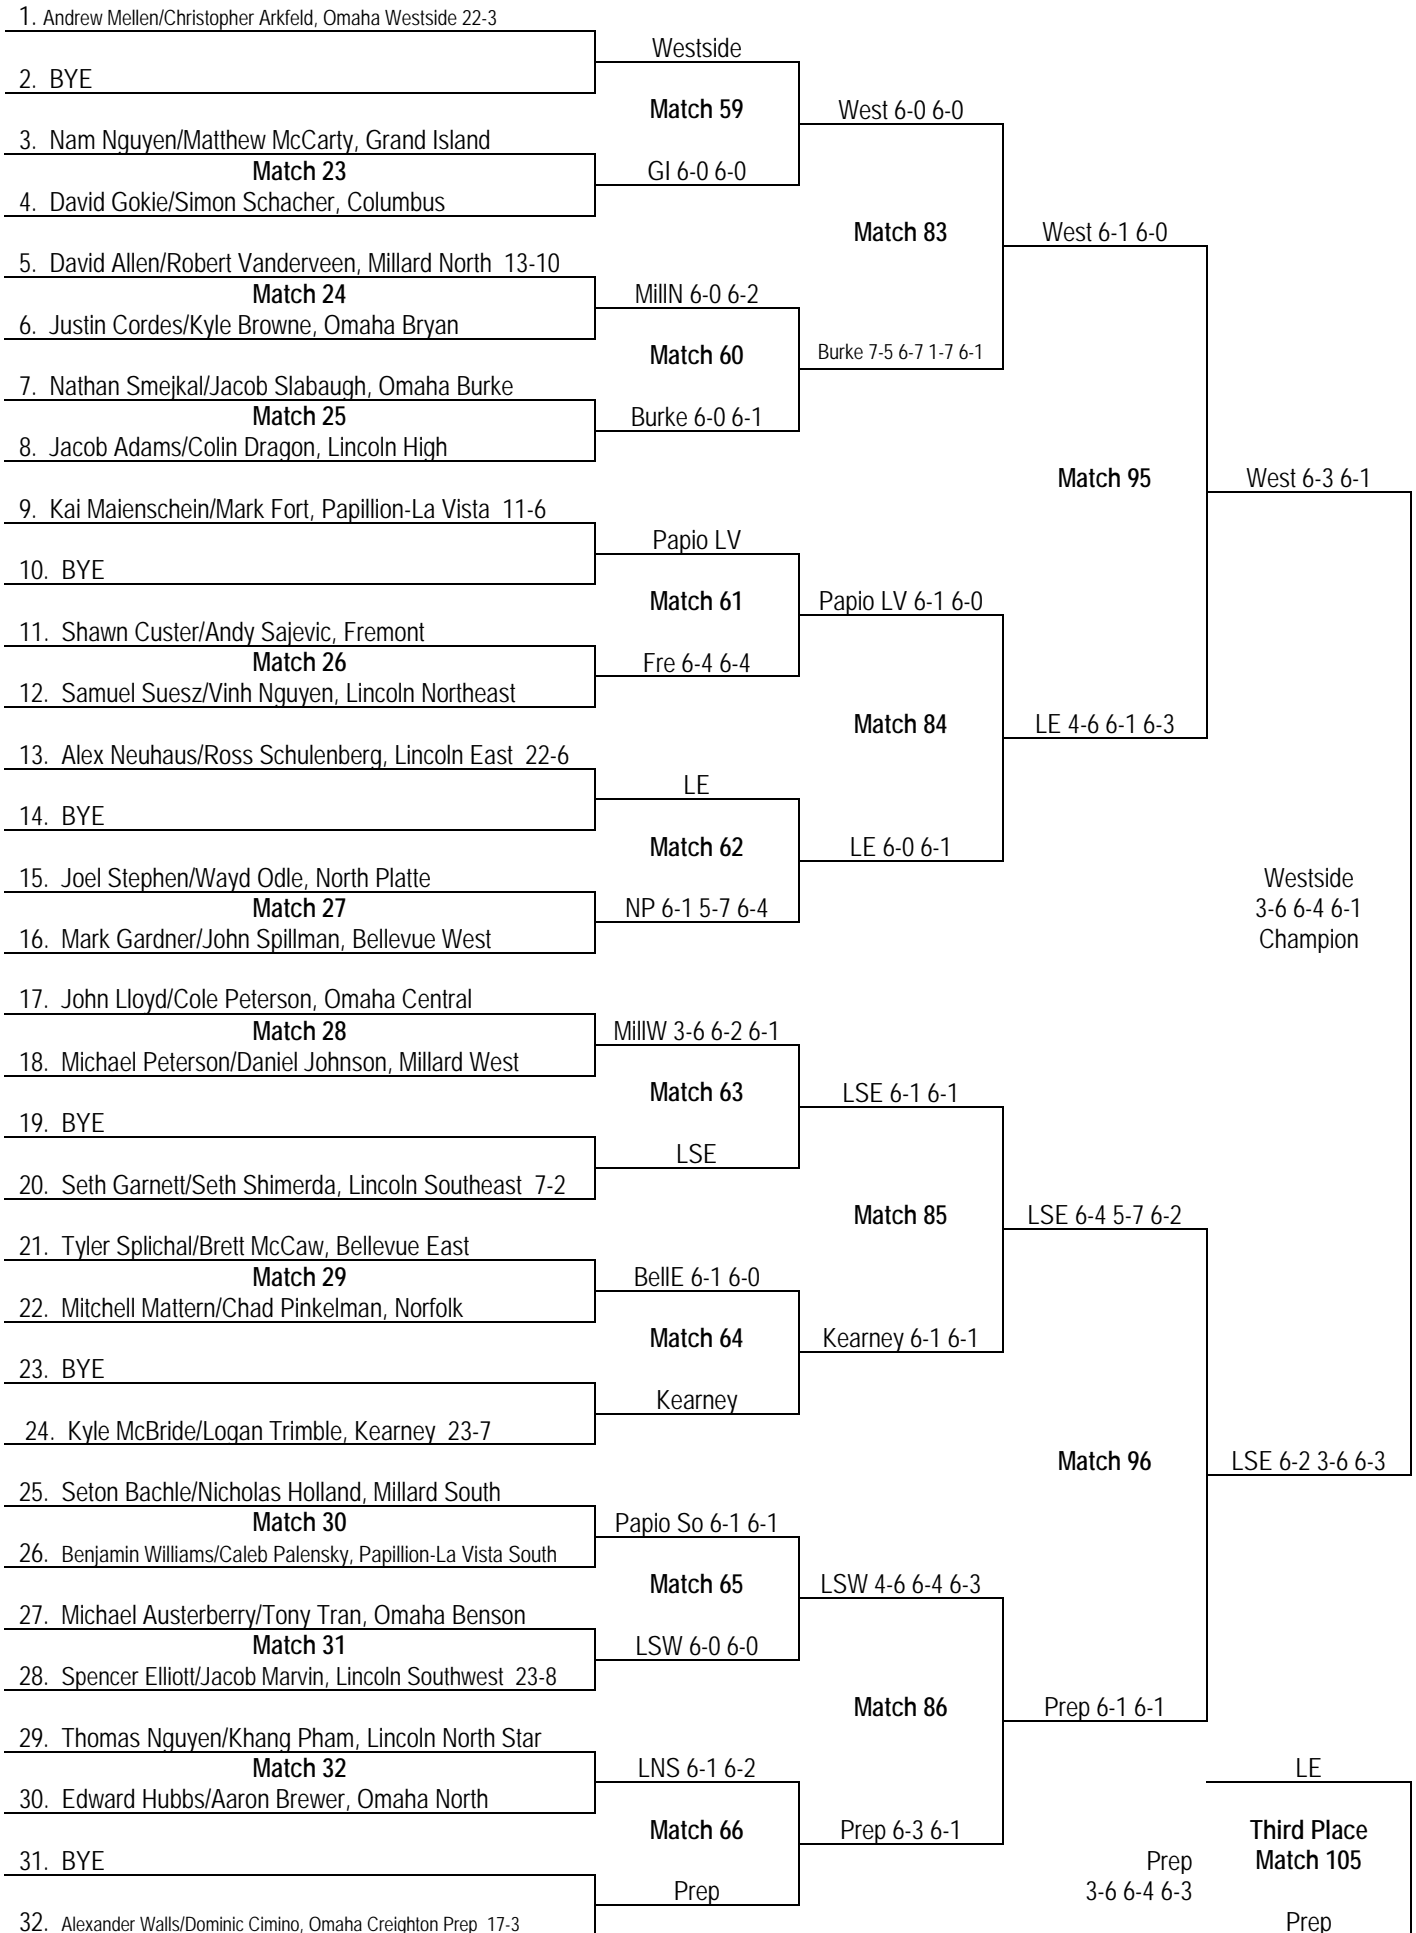 1. Andrew Mellen/Christopher Arkfeld, Omaha Westside 22-3
Westside
2. BYE
Match 59
West 6-0 6-0
3. Nam Nguyen/Matthew McCarty, Grand Island
Match 23
GI 6-0 6-0
4. David Gokie/Simon Schacher, Columbus
Match 83
West 6-1 6-0
5. David Allen/Robert Vanderveen, Millard North 13-10
Match 24
MillN 6-0 6-2
6. Justin Cordes/Kyle Browne, Omaha Bryan
Match 60
Burke 7-5 6-7 1-7 6-1
7. Nathan Smejkal/Jacob Slabaugh, Omaha Burke
Match 25
Burke 6-0 6-1
8. Jacob Adams/Colin Dragon, Lincoln High
Match 95
West 6-3 6-1
9. Kai Maienschein/Mark Fort, Papillion-La Vista 11-6
Papio LV
10. BYE
Match 61
Papio LV 6-1 6-0
11. Shawn Custer/Andy Sajevic, Fremont
Match 26
Fre 6-4 6-4
12. Samuel Suesz/Vinh Nguyen, Lincoln Northeast
Match 84
LE 4-6 6-1 6-3
13. Alex Neuhaus/Ross Schulenberg, Lincoln East 22-6
LE
14. BYE
Match 62
LE 6-0 6-1
15. Joel Stephen/Wayd Odle, North Platte
Match 27
NP 6-1 5-7 6-4
16. Mark Gardner/John Spillman, Bellevue West
Westside
3-6 6-4 6-1
Champion
17. John Lloyd/Cole Peterson, Omaha Central
Match 28
MillW 3-6 6-2 6-1
18. Michael Peterson/Daniel Johnson, Millard West
Match 63
LSE 6-1 6-1
19. BYE
LSE
20. Seth Garnett/Seth Shimerda, Lincoln Southeast 7-2
Match 85
LSE 6-4 5-7 6-2
21. Tyler Splichal/Brett McCaw, Bellevue East
Match 29
BellE 6-1 6-0
22. Mitchell Mattern/Chad Pinkelman, Norfolk
Match 64
Kearney 6-1 6-1
23. BYE
Kearney
24. Kyle McBride/Logan Trimble, Kearney 23-7
Match 96
LSE 6-2 3-6 6-3
25. Seton Bachle/Nicholas Holland, Millard South
Match 30
Papio So 6-1 6-1
26. Benjamin Williams/Caleb Palensky, Papillion-La Vista South
Match 65
LSW 4-6 6-4 6-3
27. Michael Austerberry/Tony Tran, Omaha Benson
Match 31
LSW 6-0 6-0
28. Spencer Elliott/Jacob Marvin, Lincoln Southwest 23-8
Match 86
Prep 6-1 6-1
29. Thomas Nguyen/Khang Pham, Lincoln North Star
Match 32
LNS 6-1 6-2
LE
30. Edward Hubbs/Aaron Brewer, Omaha North
Match 66
Prep 6-3 6-1
Third Place
Match 105
31. BYE
Prep
3-6 6-4 6-3
Prep
32. Alexander Walls/Dominic Cimino, Omaha Creighton Prep 17-3
Prep